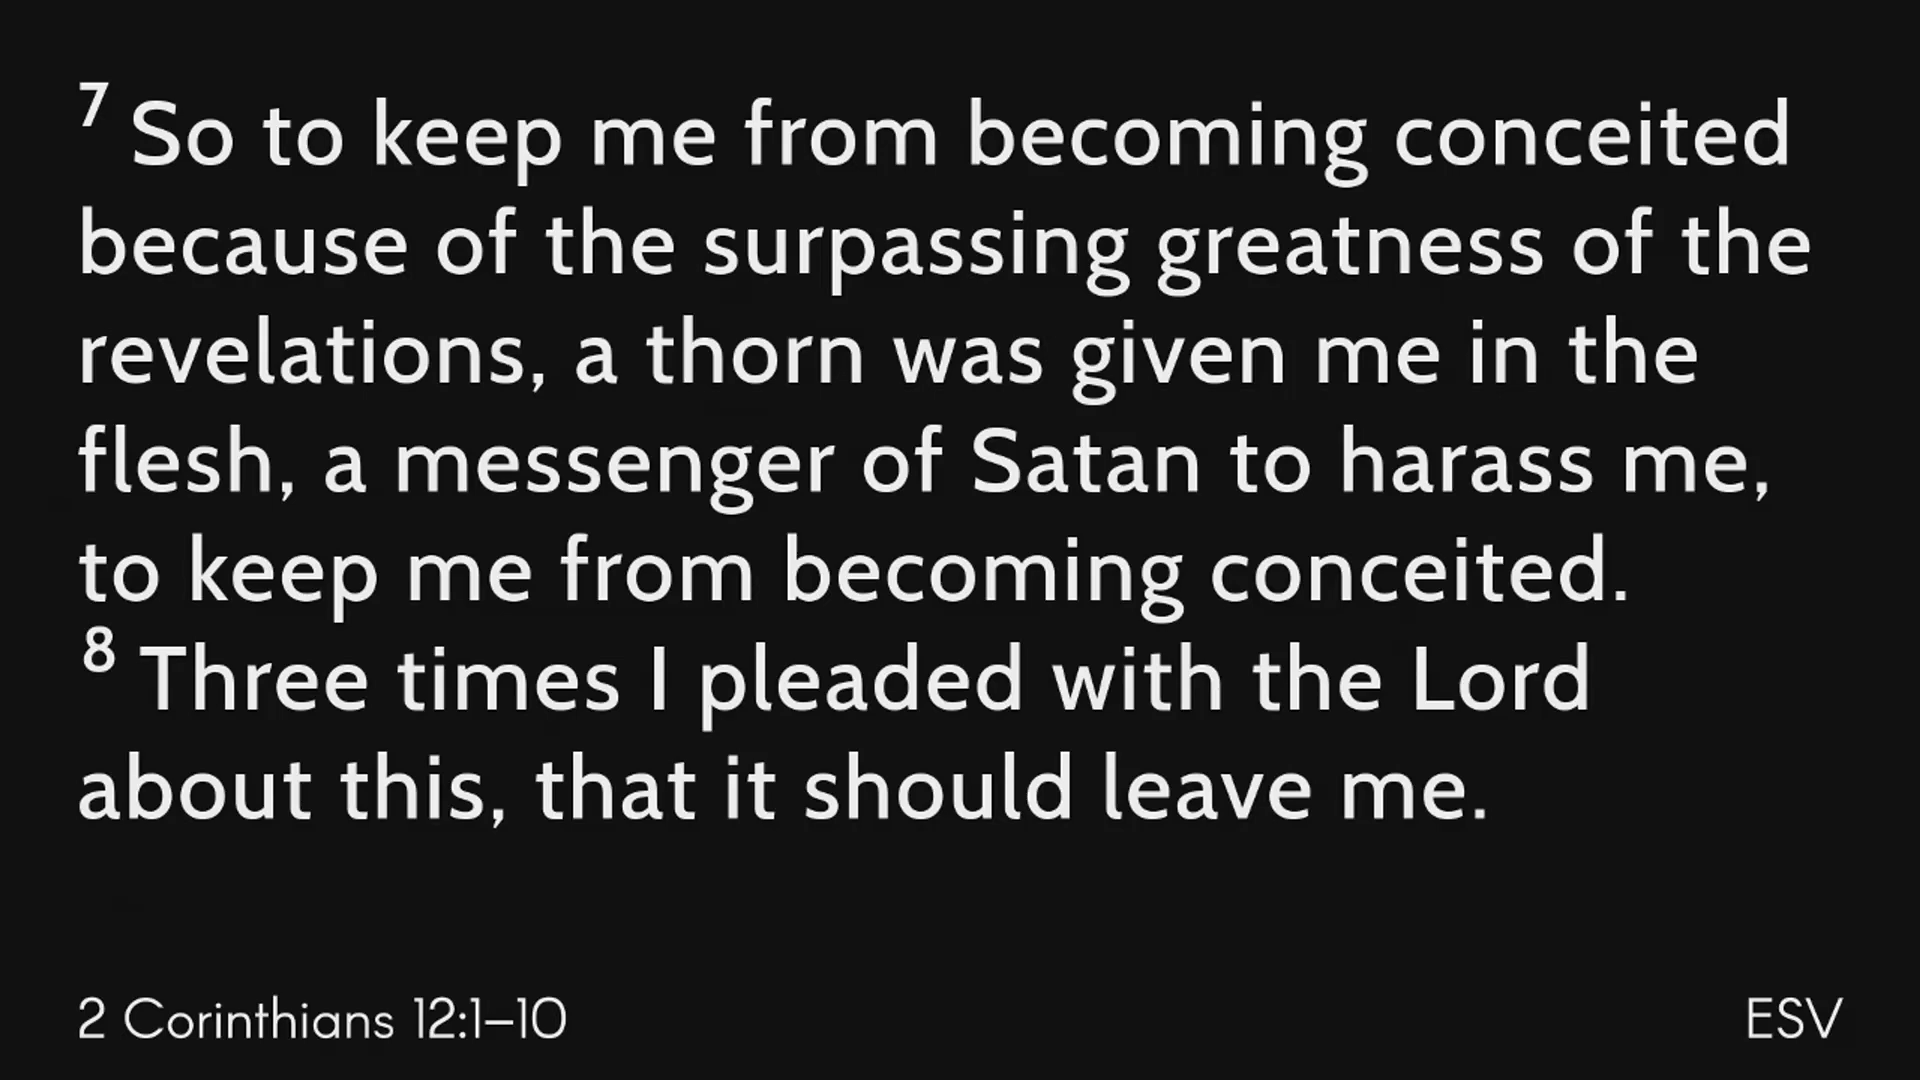 7 So to keep me from becoming conceited
because of the surpassing greatness of the
revelations, a thorn was given me in the
flesh, a messenger of Satan to harass me,
to keep me from becoming conceited.
8 Three times I pleaded with the Lord
about this, that it should leave me.
2 Corinthians 12:1–10
ESV